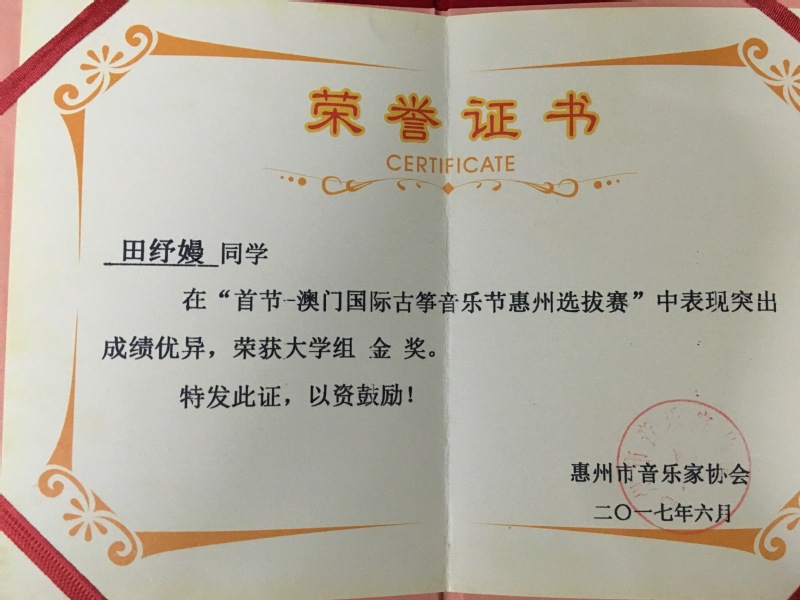 荣誉证书
CERTIFICATE
田纾嫚 同学
在“首节-澳门国际古筝音乐节惠州选拔赛”中表现突出
成绩优异，荣获大学组 金 奖。
特发此证，以资鼓励！
惠州市音乐家协会
二〇一七年六月